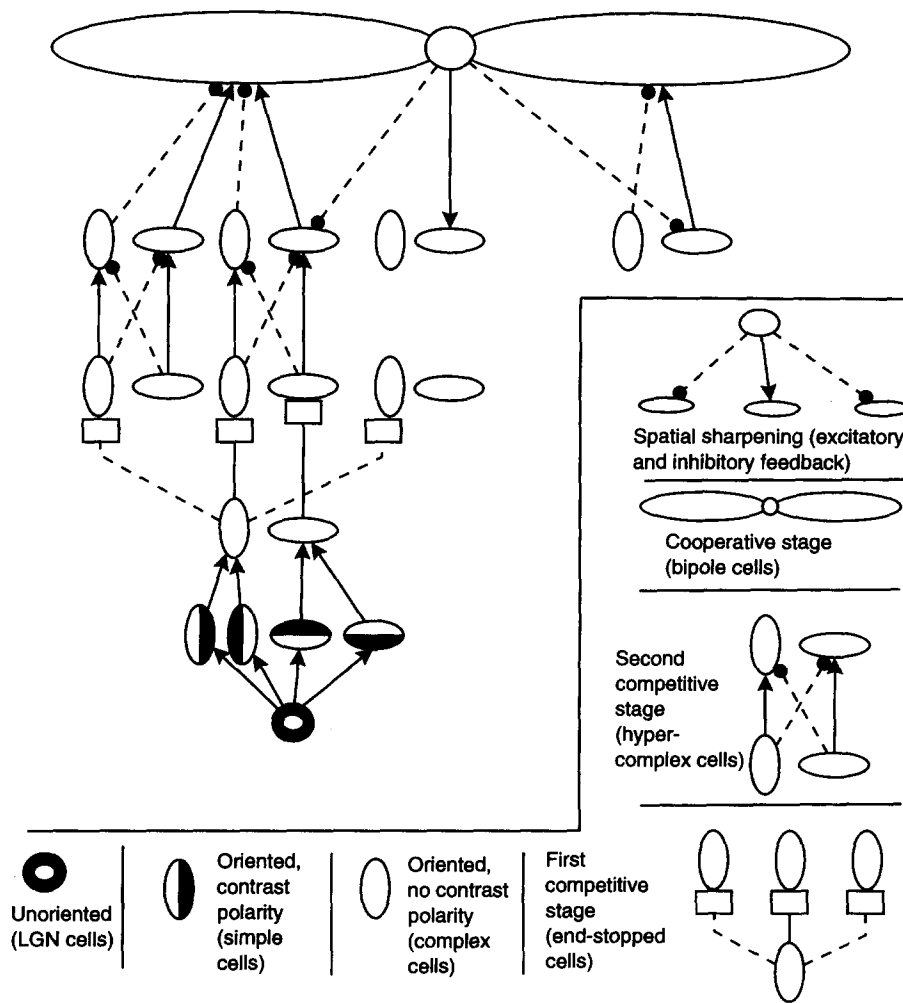 Spatial sharpening (excitatory
and inhibitory feedback)
Cooperative stage
(bipole cells)
Second
competitive
stage
(hyper-
complex cells)
Unoriented
(LGN cells)
Oriented,
contrast
polarity
(simple
cells)
Oriented,
no contrast
polarity
(complex
cells)
First
competitive
stage
(end-stopped
cells)